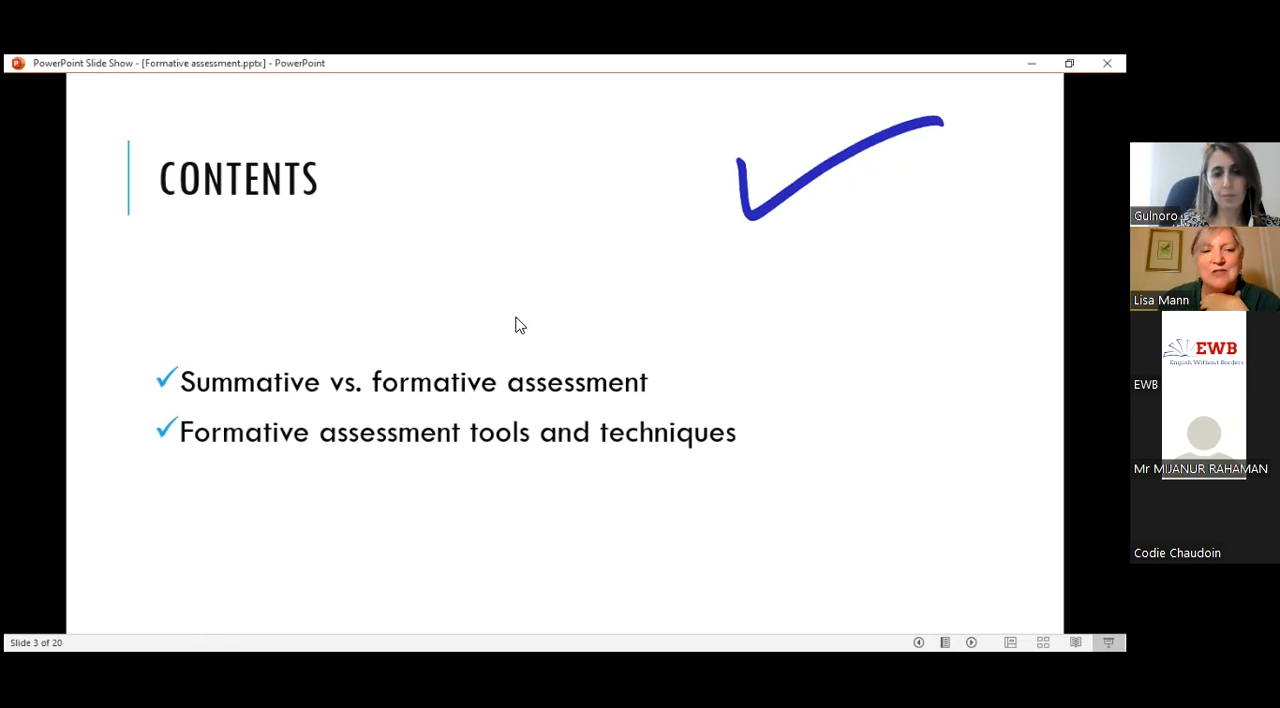 PowerPoint Slide Show - [Formative assessment.pptx] - PowerPoint
CONTENTS
Summative vs. formative assessment
Formative assessment tools and techniques
Slide 3 of 20
Gulnoro
Lisa Mann
EWB
English Without Borders
EWB
Mr MIJANUR RAHAMAN
Codie Chaudoin